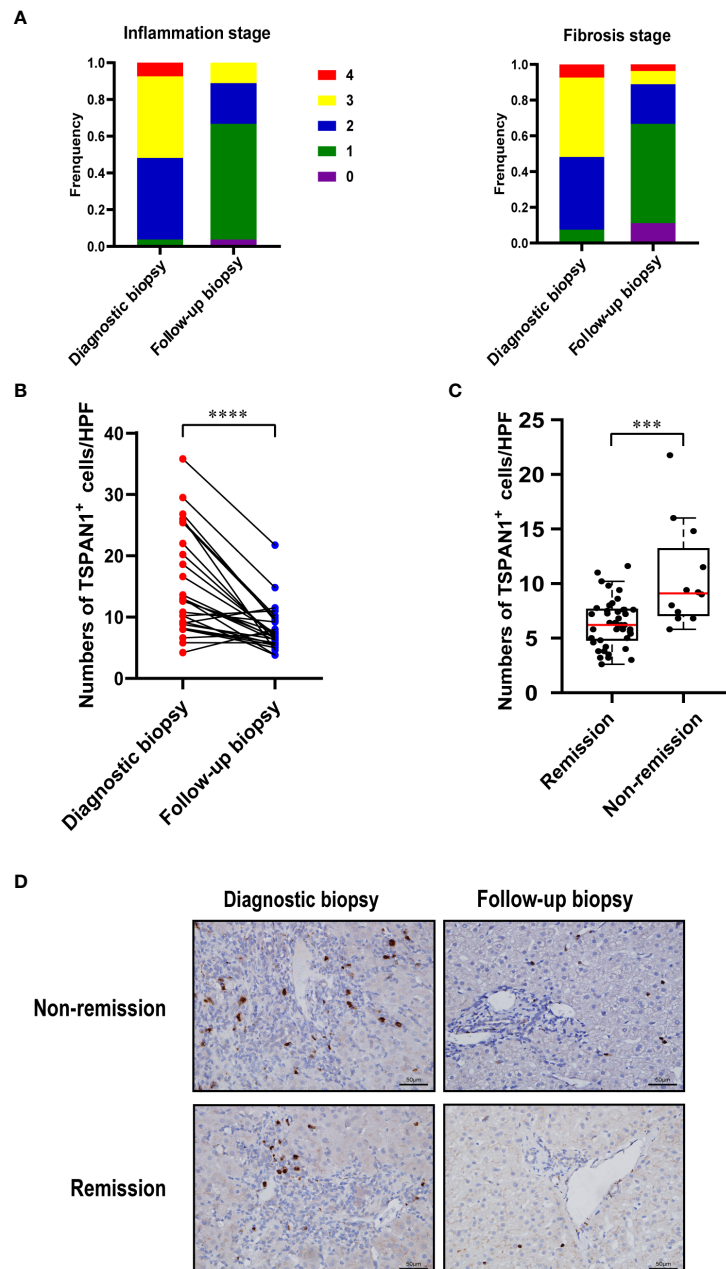 A
Inflammation stage
Fibrosis stage
Frenquency
1.0
0.8
0.6
0.4
0.2
0.0
Diagnostic biopsy
Follow-up biopsy
4
3
2
1
0
Frenquency
1.0
0.8
0.6
0.4
0.2
0.0
Diagnostic biopsy
Follow-up biopsy
B
Numbers of TSPAN1+ cells/HPF
****
40
30
20
10
0
Diagnostic biopsy
Follow-up biopsy
C
Numbers of TSPAN1+ cells/HPF
***
25
20
15
10
5
0
Remission
Non-remission
D
Diagnostic biopsy
Follow-up biopsy
Non-remission
50μm
50μm
Remission
50μm
50μm